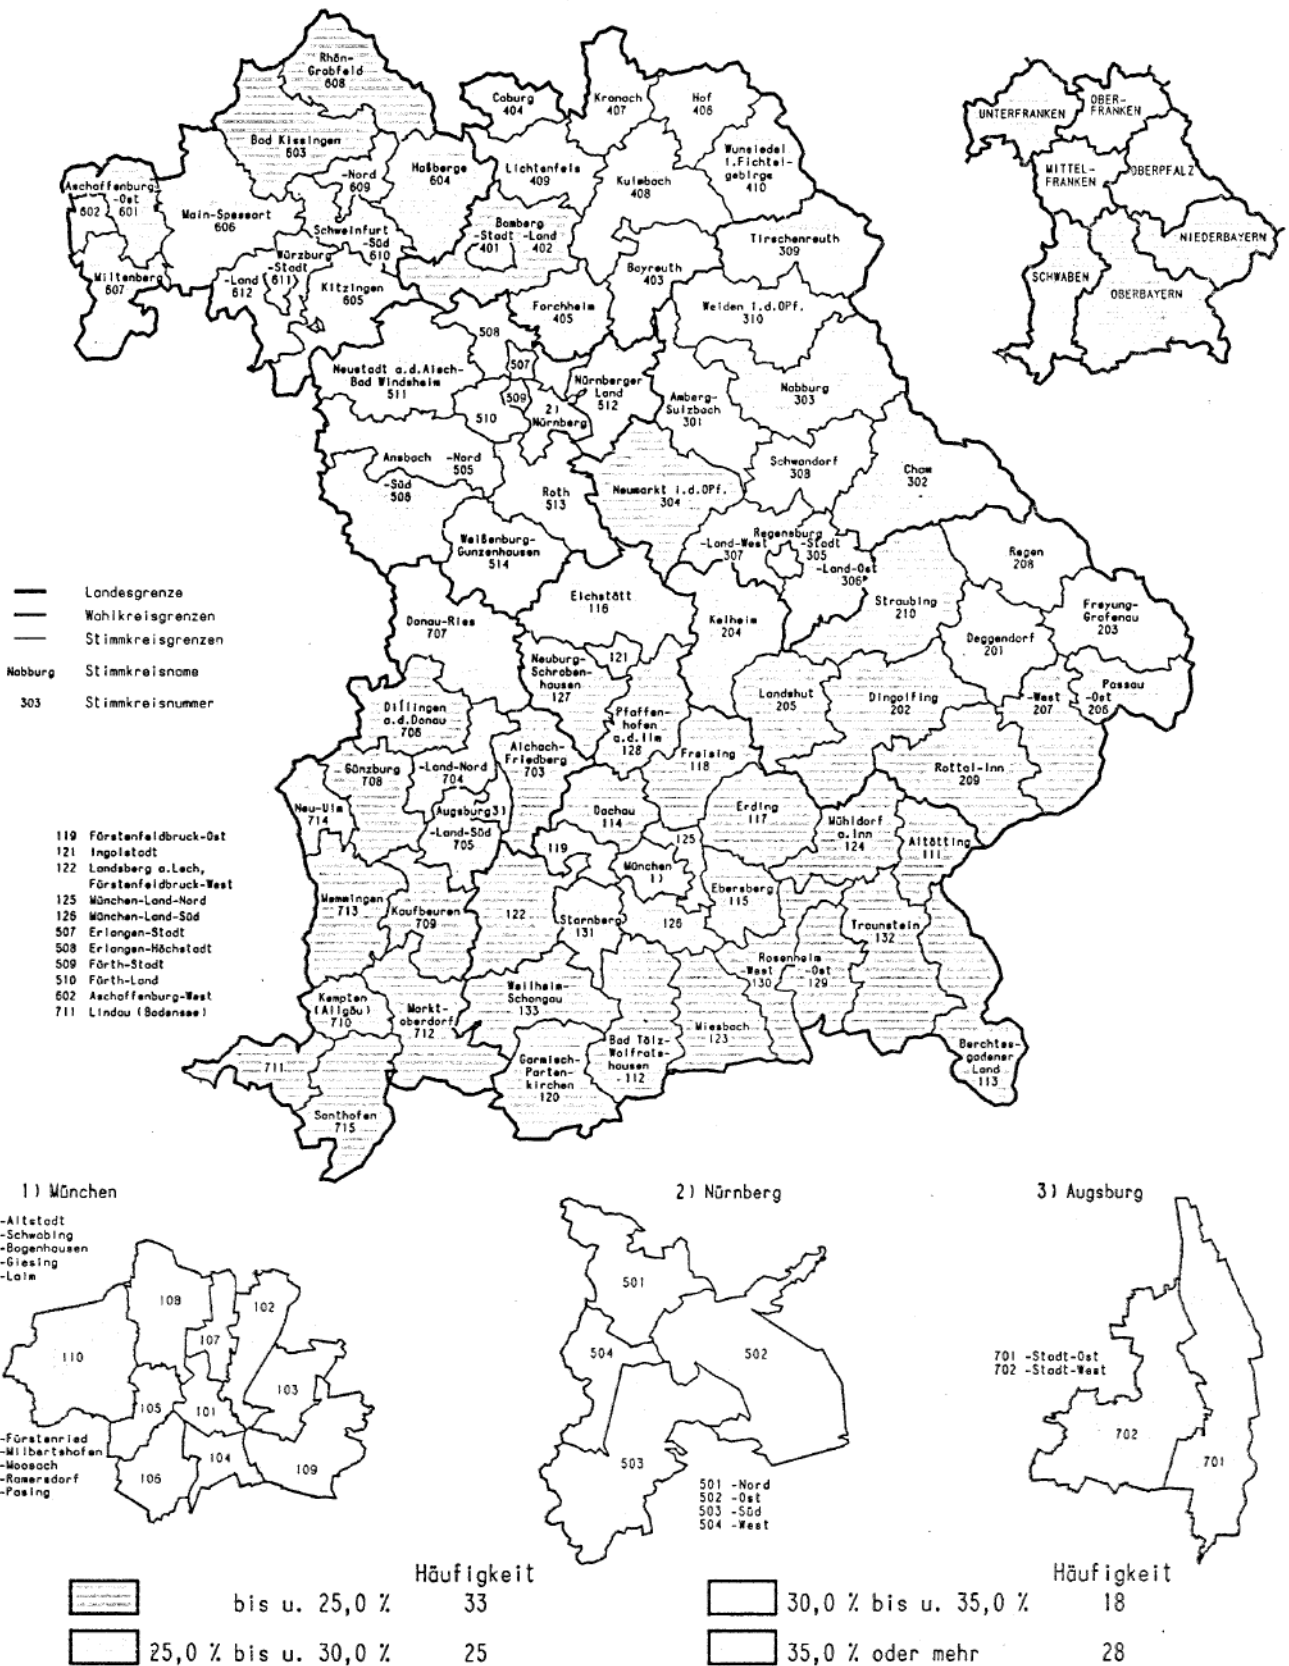 Rhön-
Grabfeld
608
Bad Kissingen
603
Coburg
404
Kronach
407
Hof
406
Wunsiedel
i.Fichtel-
gebirge
410
Lichtenfels
409
Kulmbach
408
Haßberge
604
-Nord
609
Schweinfurt
-Süd
610
Aschaffenburg
-Ost
601
602
Main-Spessart
606
Miltenberg
607
Würzburg
-Stadt
611
-Land
612
Kitzingen
605
Bamberg
-Stadt -Land
401 402
Bayreuth
403
Tirschenreuth
309
Forchheim
405
Weiden i.d.OPf.
310
508
507
Neustadt a.d.Aisch-
Bad Windsheim
511
509
510
2)
Nürnberg
Nürnberger
Land
512
Amberg-
Sulzbach
301
Nabburg
303
Ansbach -Nord
505
-Süd
506
Roth
513
Neumarkt i.d.OPf.
304
Schwandorf
308
Cham
302
Weißenburg-
Gunzenhausen
514
Regensburg
-Land-West
307
-Stadt
305
-Land-Ost
306
Regen
208
Straubing
210
Freyung-
Grafenau
203
Deggendorf
201
Eichstätt
116
Kelheim
204
Donau-Ries
707
Neuburg-
Schrobenhausen
127
121
Landshut
205
Dingolfing
202
-West
207
Passau
-Ost
206
Dillingen
a.d.Donau
706
Pfaffen-
hofen
a.d.Ilm
128
Freising
118
Rottal-Inn
209
Günzburg
708
-Land-Nord
704
Aichach-
Friedberg
703
Neu-Ulm
714
Augsburg3)
-Land-Süd
705
Dachau
114
Erding
117
Mühldorf
a.Inn
124
Altötting
111
119
125
München
1)
Ebersberg
115
Memmingen
713
Kaufbeuren
709
122
Starnberg
131
126
Traunstein
132
Rosenheim
-West
130
-Ost
129
Kempten
(Allgäu)
710
Markt-
oberdorf
712
Weilheim-
Schongau
133
Miesbach
123
Bad Tölz-
Wolfrats-
hausen
112
Garmisch-
Parten-
kirchen
120
Berchtes-
gadener
Land
113
711
Sonthofen
715
UNTERFRANKEN
OBER-
FRANKEN
MITTEL-
FRANKEN
OBERPFALZ
NIEDERBAYERN
SCHWABEN
OBERBAYERN
Landesgrenze
Wahlkreisgrenzen
Stimmkreisgrenzen
Nabburg Stimmkreisname
303 Stimmkreisnummer
119 Fürstenfeldbruck-Ost
121 Ingolstadt
122 Landsberg a.Lech,
Fürstenfeldbruck-West
125 München-Land-Nord
126 München-Land-Süd
507 Erlangen-Stadt
508 Erlangen-Höchstadt
509 Fürth-Stadt
510 Fürth-Land
602 Aschaffenburg-West
711 Lindau (Bodensee)
1) München
-Altstadt
-Schwabing
-Bogenhausen
-Giesing
-Laim
108
102
107
110
103
105
101
104
106
109
-Fürstenried
-Milbertshofen
-Moosach
-Ramersdorf
-Pasing
2) Nürnberg
501
504
502
503
501 -Nord
502 -Ost
503 -Süd
504 -West
3) Augsburg
701 -Stadt-Ost
702 -Stadt-West
702
701
Häufigkeit Häufigkeit
bis u. 25,0 % 33
30,0 % bis u. 35,0 % 18
25,0 % bis u. 30,0 % 25
35,0 % oder mehr 28